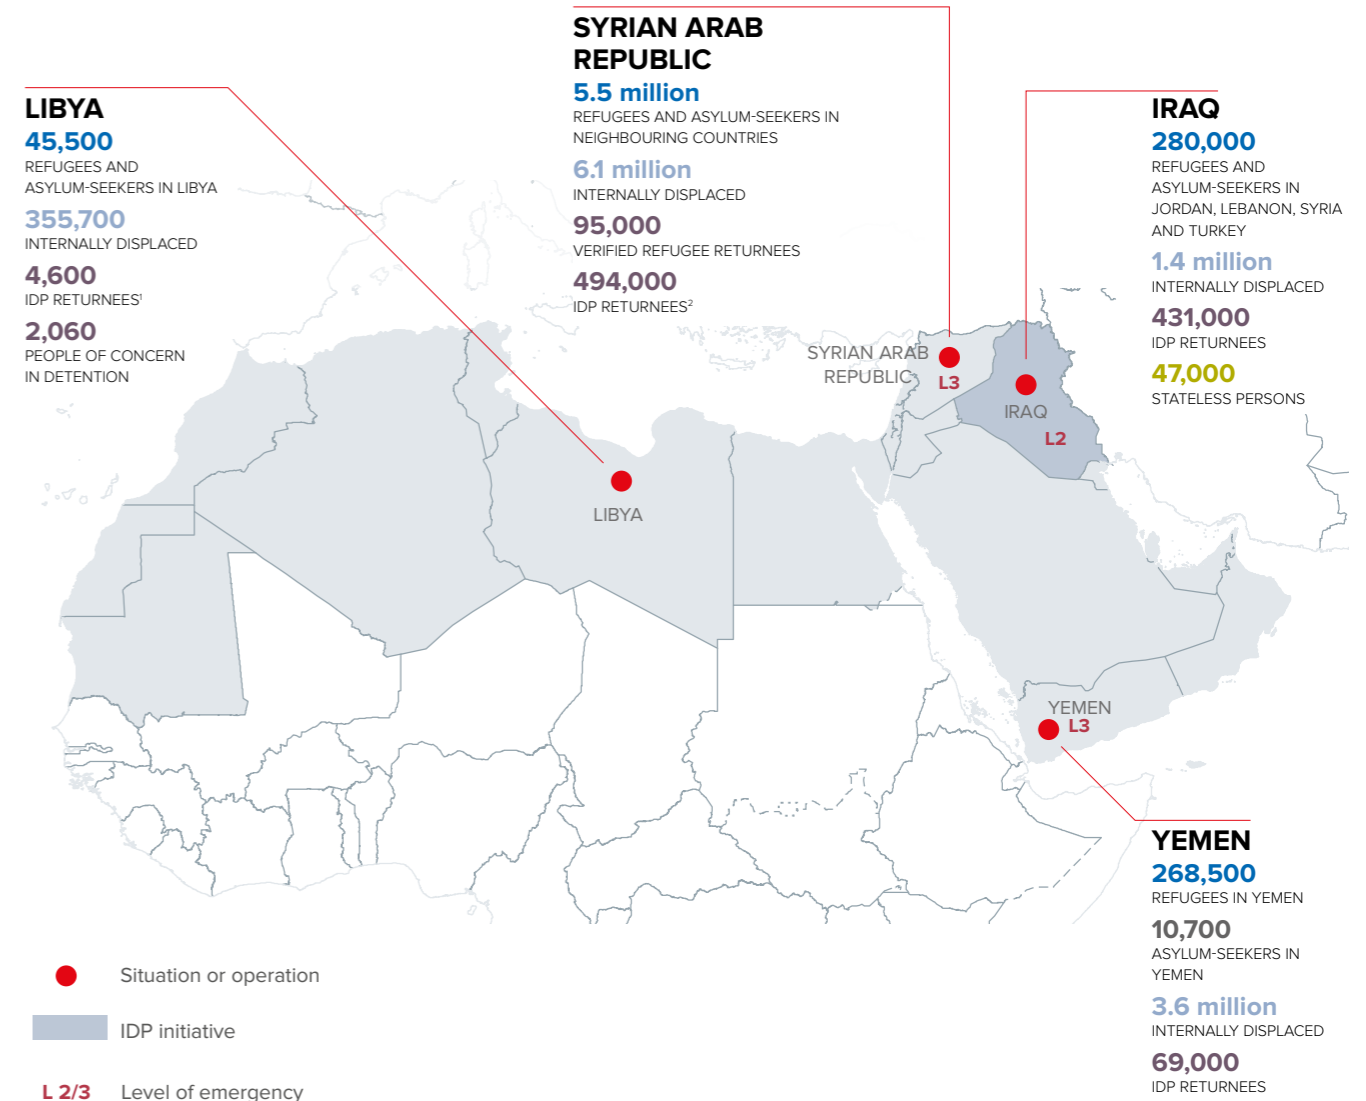 SYRIAN ARAB
REPUBLIC
5.5 million
REFUGEES AND ASYLUM-SEEKERS IN
NEIGHBOURING COUNTRIES
6.1 million
INTERNALLY DISPLACED
95,000
VERIFIED REFUGEE RETURNEES
494,000
IDP RETURNEES²
LIBYA
45,500
REFUGEES AND
ASYLUM-SEEKERS IN LIBYA
355,700
INTERNALLY DISPLACED
4,600
IDP RETURNEES¹
2,060
PEOPLE OF CONCERN
IN DETENTION
IRAQ
280,000
REFUGEES AND
ASYLUM-SEEKERS IN
JORDAN, LEBANON, SYRIA
AND TURKEY
1.4 million
INTERNALLY DISPLACED
431,000
IDP RETURNEES
47,000
STATELESS PERSONS
SYRIAN ARAB
REPUBLIC
L3
IRAQ
L2
LIBYA
YEMEN
L3
YEMEN
268,500
REFUGEES IN YEMEN
10,700
ASYLUM-SEEKERS IN
YEMEN
3.6 million
INTERNALLY DISPLACED
69,000
IDP RETURNEES
Situation or operation
IDP initiative
L 2/3 Level of emergency